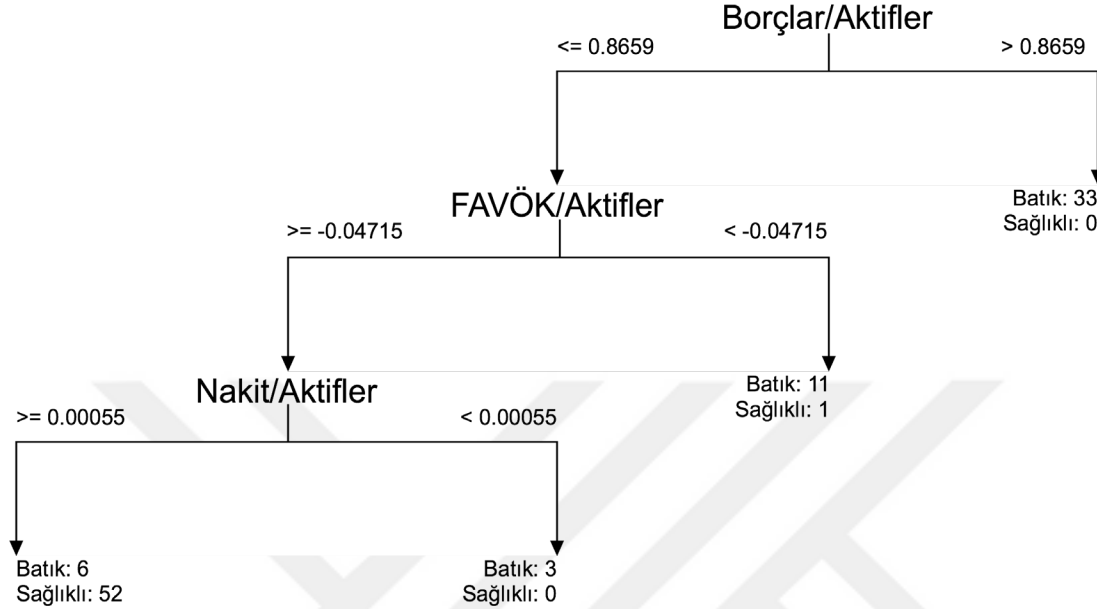 Borçlar/Aktifler
<= 0.8659
> 0.8659
FAVÖK/Aktifler
Batık: 33
Sağlıklı: 0
>= -0.04715
< -0.04715
Nakit/Aktifler
Batık: 11
Sağlıklı: 1
>= 0.00055
< 0.00055
Batık: 6
Sağlıklı: 52
Batık: 3
Sağlıklı: 0